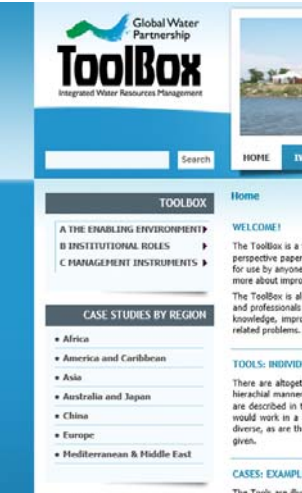 Global Water
Partnership
ToolBox
Integrated Water Resources Management
Search
HOME
TOOLBOX
A THE ENABLING ENVIRONMENT
B INSTITUTIONAL ROLES
C MANAGEMENT INSTRUMENTS
CASE STUDIES BY REGION
• Africa
• America and Caribbean
• Asia
• Australia and Japan
• China
• Europe
• Mediterranean & Middle East
Home
WELCOME!
The ToolBox is a
perspective paper
for use by anyone
more about impro
The ToolBox is al
and professionals
knowledge, impro
related problems.
TOOLS: INDIVID
There are altoget
hierachial manner
are described in t
would work in a
diverse, as are th
given.
CASES: EXAMPL